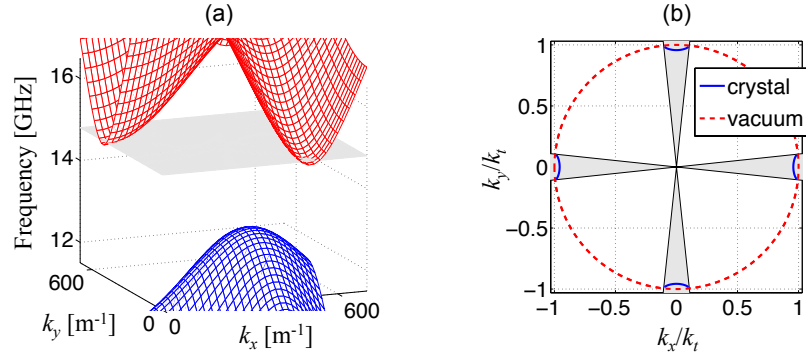 (a)
16
14
12
Frequency [GHz]
600
0
0
600
k_y [m⁻¹]
k_x [m⁻¹]
(b)
1
0.5
0
−0.5
−1
k_y/k_t
crystal
vacuum
−1
−0.5
0
0.5
1
k_x/k_t